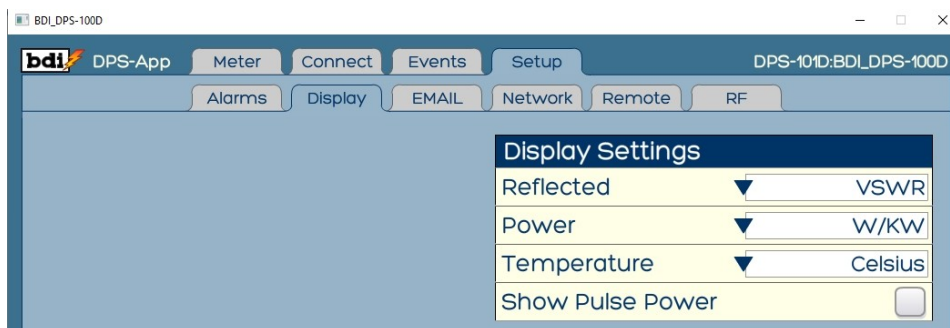 BDI_DPS-100D
bdi DPS-App Meter Connect Events Setup DPS-101D:BDI_DPS-100D
Alarms Display EMAIL Network Remote RF
Display Settings
Reflected VSWR
Power W/KW
Temperature Celsius
Show Pulse Power